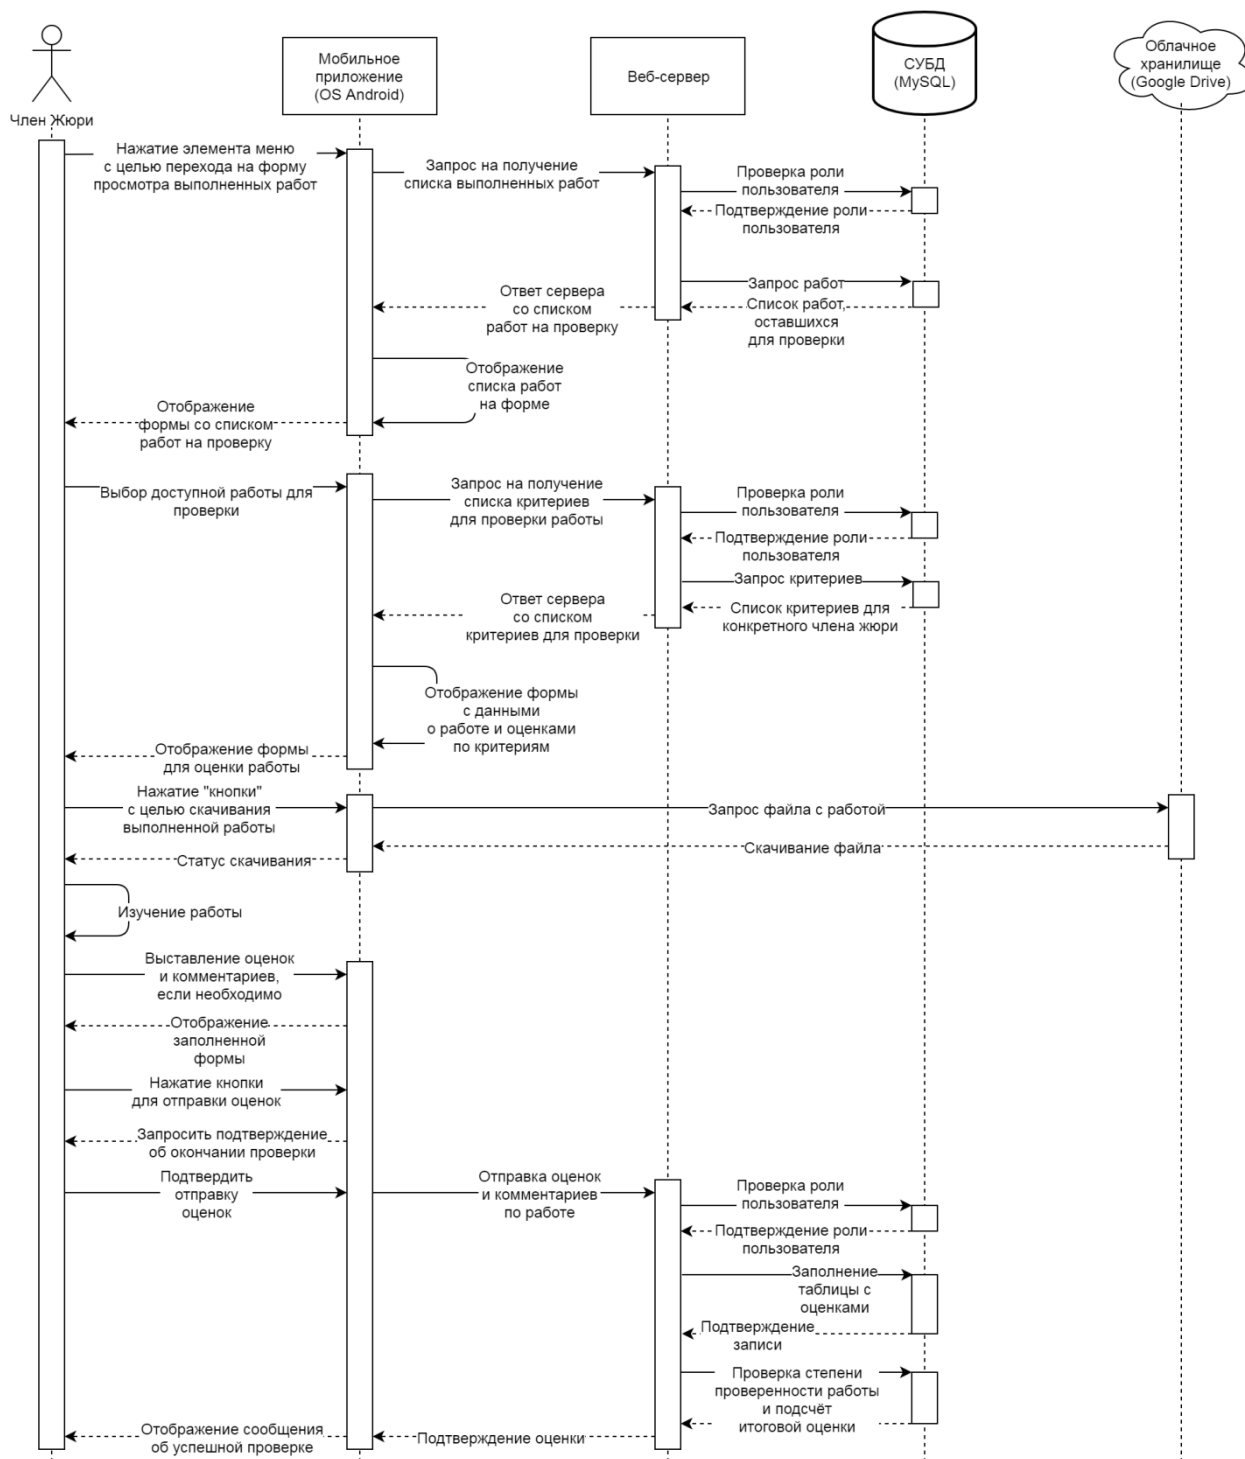 Член Жюри
Мобильное
приложение
(OS Android)
Веб-сервер
СУБД
(MySQL)
Облачное
хранилище
(Google Drive)
Нажатие элемента меню
с целью перехода на форму
просмотра выполненных работ
Запрос на получение
списка выполненных работ
Проверка роли
пользователя
Подтверждение роли
пользователя
Запрос работ
Список работ,
оставшихся
для проверки
Ответ сервера
со списком
работ на проверку
Отображение
списка работ
на форме
Отображение
формы со списком
работ на проверку
Выбор доступной работы для
проверки
Запрос на получение
списка критериев
для проверки работы
Проверка роли
пользователя
Подтверждение роли
пользователя
Запрос критериев
Список критериев для
конкретного члена жюри
Ответ сервера
со списком
критериев для проверки
Отображение формы
с данными
о работе и оценками
по критериям
Отображение формы
для оценки работы
Нажатие "кнопки"
с целью скачивания
выполненной работы
Запрос файла с работой
Скачивание файла
Статус скачивания
Изучение работы
Выставление оценок
и комментариев,
если необходимо
Отображение
заполненной
формы
Нажатие кнопки
для отправки оценок
Запросить подтверждение
об окончании проверки
Подтвердить
отправку
оценок
Отправка оценок
и комментариев
по работе
Проверка роли
пользователя
Подтверждение роли
пользователя
Заполнение
таблицы с
оценками
Подтверждение
записи
Проверка степени
проверенности работы
и подсчёт
итоговой оценки
Подтверждение оценки
Отображение сообщения
об успешной проверке